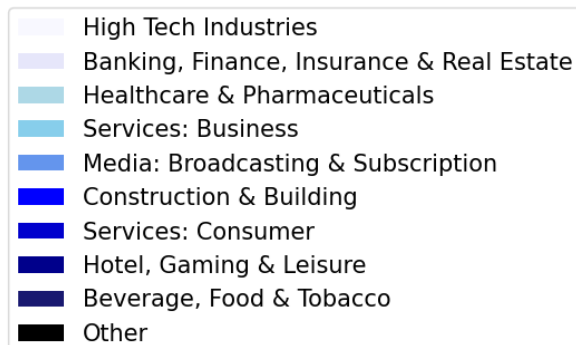 High Tech Industries
Banking, Finance, Insurance & Real Estate
Healthcare & Pharmaceuticals
Services: Business
Media: Broadcasting & Subscription
Construction & Building
Services: Consumer
Hotel, Gaming & Leisure
Beverage, Food & Tobacco
Other